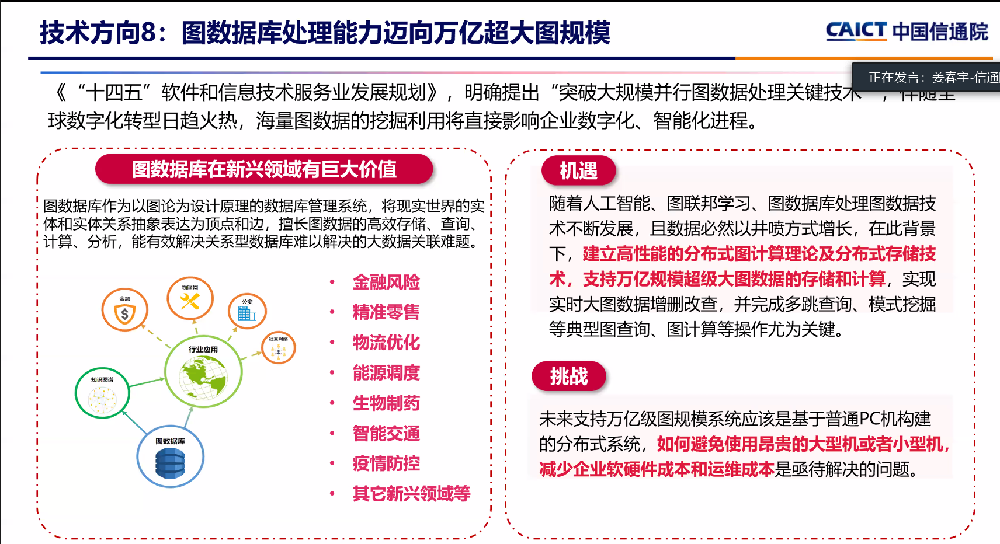 技术方向8：图数据库处理能力迈向万亿超大图规模
CAICT 中国信通院
正在发言：姜春宇-信通
《“十四五”软件和信息技术服务业发展规划》，明确提出“突破大规模并行图数据处理关键技术”，伴随全
球数字化转型日趋火热，海量图数据的挖掘利用将直接影响企业数字化、智能化进程。
图数据库在新兴领域有巨大价值
图数据库作为以图论为设计原理的数据库管理系统，将现实世界的实
体和实体关系抽象表达为顶点和边，擅长图数据的高效存储、查询、
计算、分析，能有效解决关系型数据库难以解决的大数据关联难题。
金融
物联网
公安
社交网络
行业应用
知识图谱
图数据库
• 金融风险
• 精准零售
• 物流优化
• 能源调度
• 生物制药
• 智能交通
• 疫情防控
• 其它新兴领域等
机遇
随着人工智能、图联邦学习、图数据库处理图数据技
术不断发展，且数据必然以井喷方式增长，在此背景
下，建立高性能的分布式图计算理论及分布式存储技
术，支持万亿规模超级大图数据的存储和计算，实现
实时大图数据增删改查，并完成多跳查询、模式挖掘
等典型图查询、图计算等操作尤为关键。
挑战
未来支持万亿级图规模系统应该是基于普通PC机构建
的分布式系统，如何避免使用昂贵的大型机或者小型机，
减少企业软硬件成本和运维成本是亟待解决的问题。